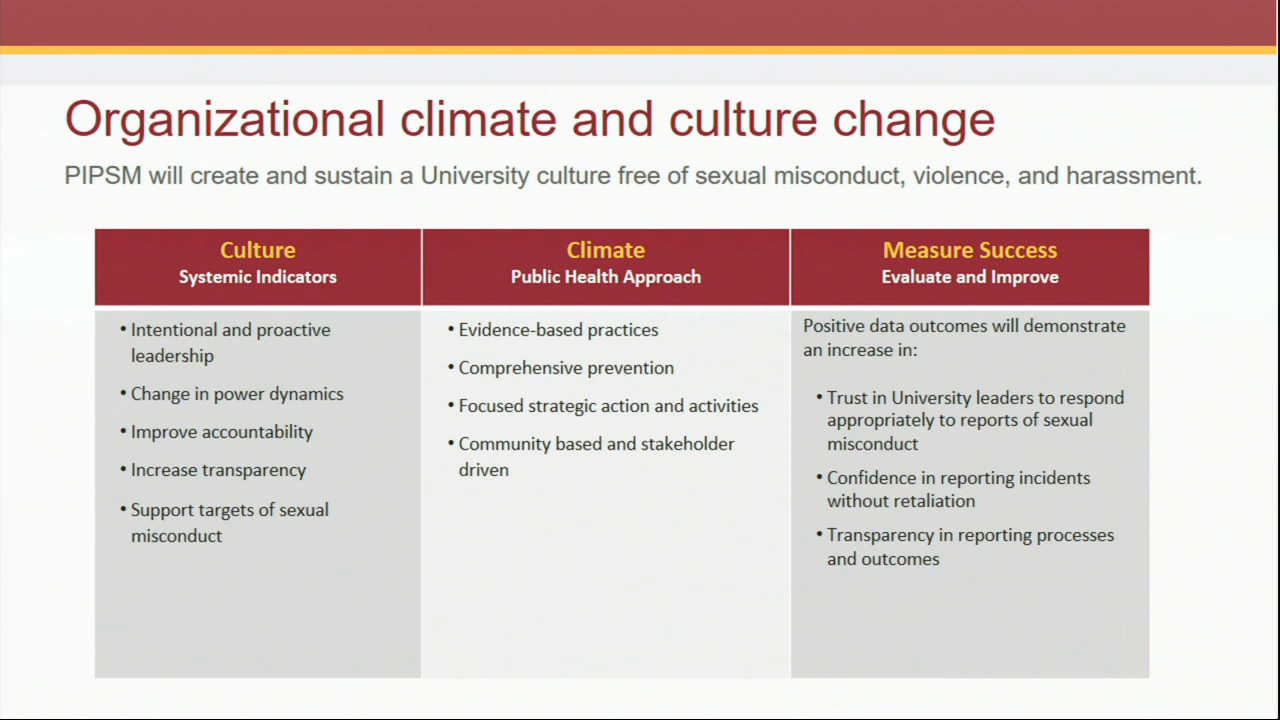 Organizational climate and culture change
PIPSM will create and sustain a University culture free of sexual misconduct, violence, and harassment.
Culture
Systemic Indicators
• Intentional and proactive
leadership
• Change in power dynamics
• Improve accountability
• Increase transparency
• Support targets of sexual
misconduct
Climate
Public Health Approach
• Evidence-based practices
• Comprehensive prevention
• Focused strategic action and activities
• Community based and stakeholder
driven
Measure Success
Evaluate and Improve
Positive data outcomes will demonstrate
an increase in:
• Trust in University leaders to respond
appropriately to reports of sexual
misconduct
• Confidence in reporting incidents
without retaliation
• Transparency in reporting processes
and outcomes